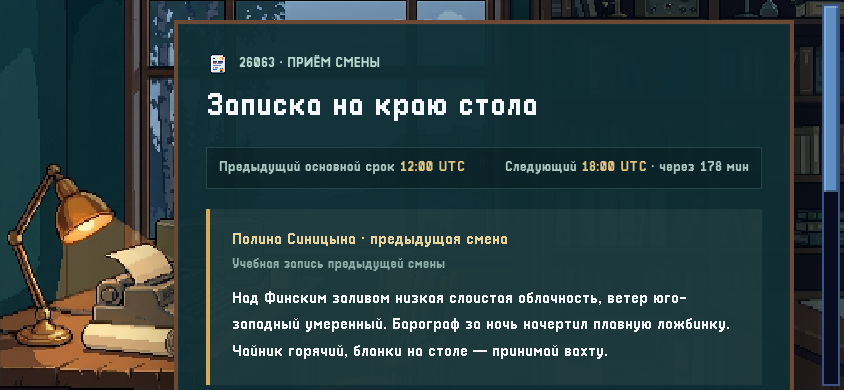 26063 · ПРИЁМ СМЕНЫ
Записка на краю стола
Предыдущий основной срок 12:00 UTC
Следующий 18:00 UTC · через 178 мин
Полина Синицына · предыдущая смена
Учебная запись предыдущей смены
Над Финским заливом низкая слоистая облачность, ветер юго-
западный умеренный. Барограф за ночь начертил плавную ложбинку.
Чайник горячий, бланки на столе — принимай вахту.